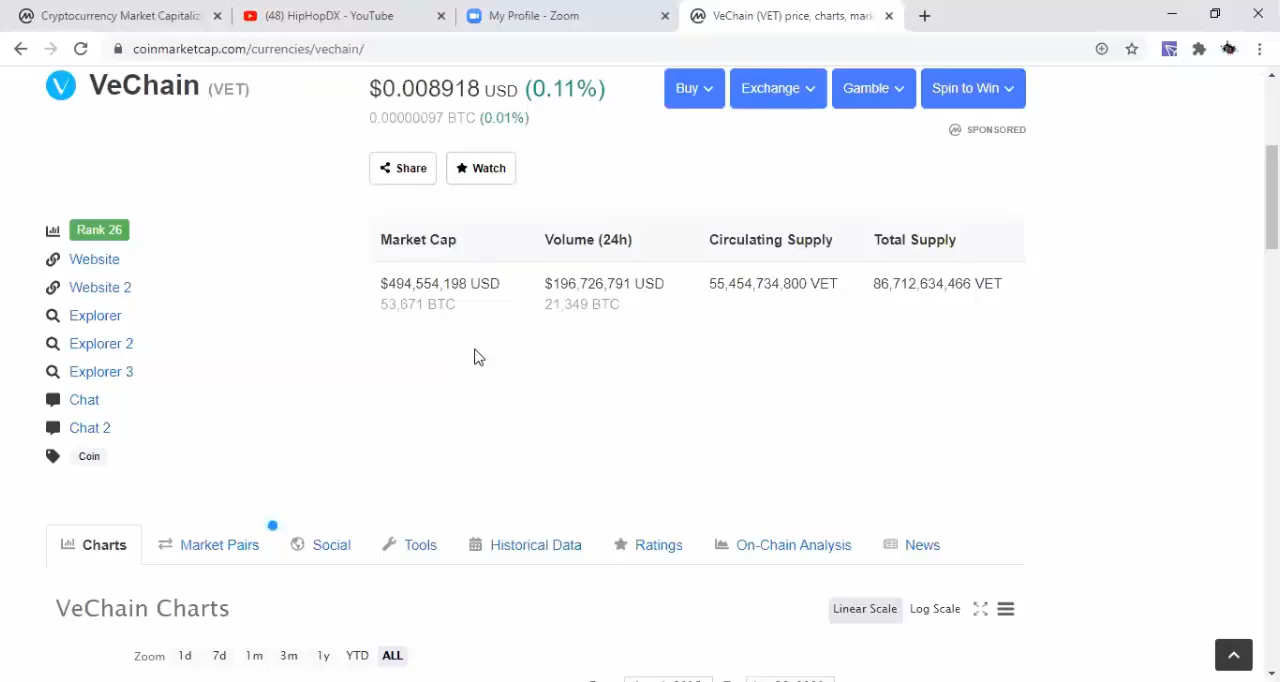 Cryptocurrency Market Capitaliz
(48) HipHopDX - YouTube
My Profile - Zoom
VeChain (VET) price, charts, mark
coinmarketcap.com/currencies/vechain/
VeChain (VET)
$0.008918 USD (0.11%)
0.00000097 BTC (0.01%)
Buy
Exchange
Gamble
Spin to Win
SPONSORED
Share
Watch
Rank 26
Website
Website 2
Explorer
Explorer 2
Explorer 3
Chat
Chat 2
Coin
Market Cap
Volume (24h)
Circulating Supply
Total Supply
$494,554,198 USD
$196,726,791 USD
55,454,734,800 VET
86,712,634,466 VET
53,671 BTC
21,349 BTC
Charts
Market Pairs
Social
Tools
Historical Data
Ratings
On-Chain Analysis
News
VeChain Charts
Linear Scale
Log Scale
Zoom 1d 7d 1m 3m 1y YTD ALL